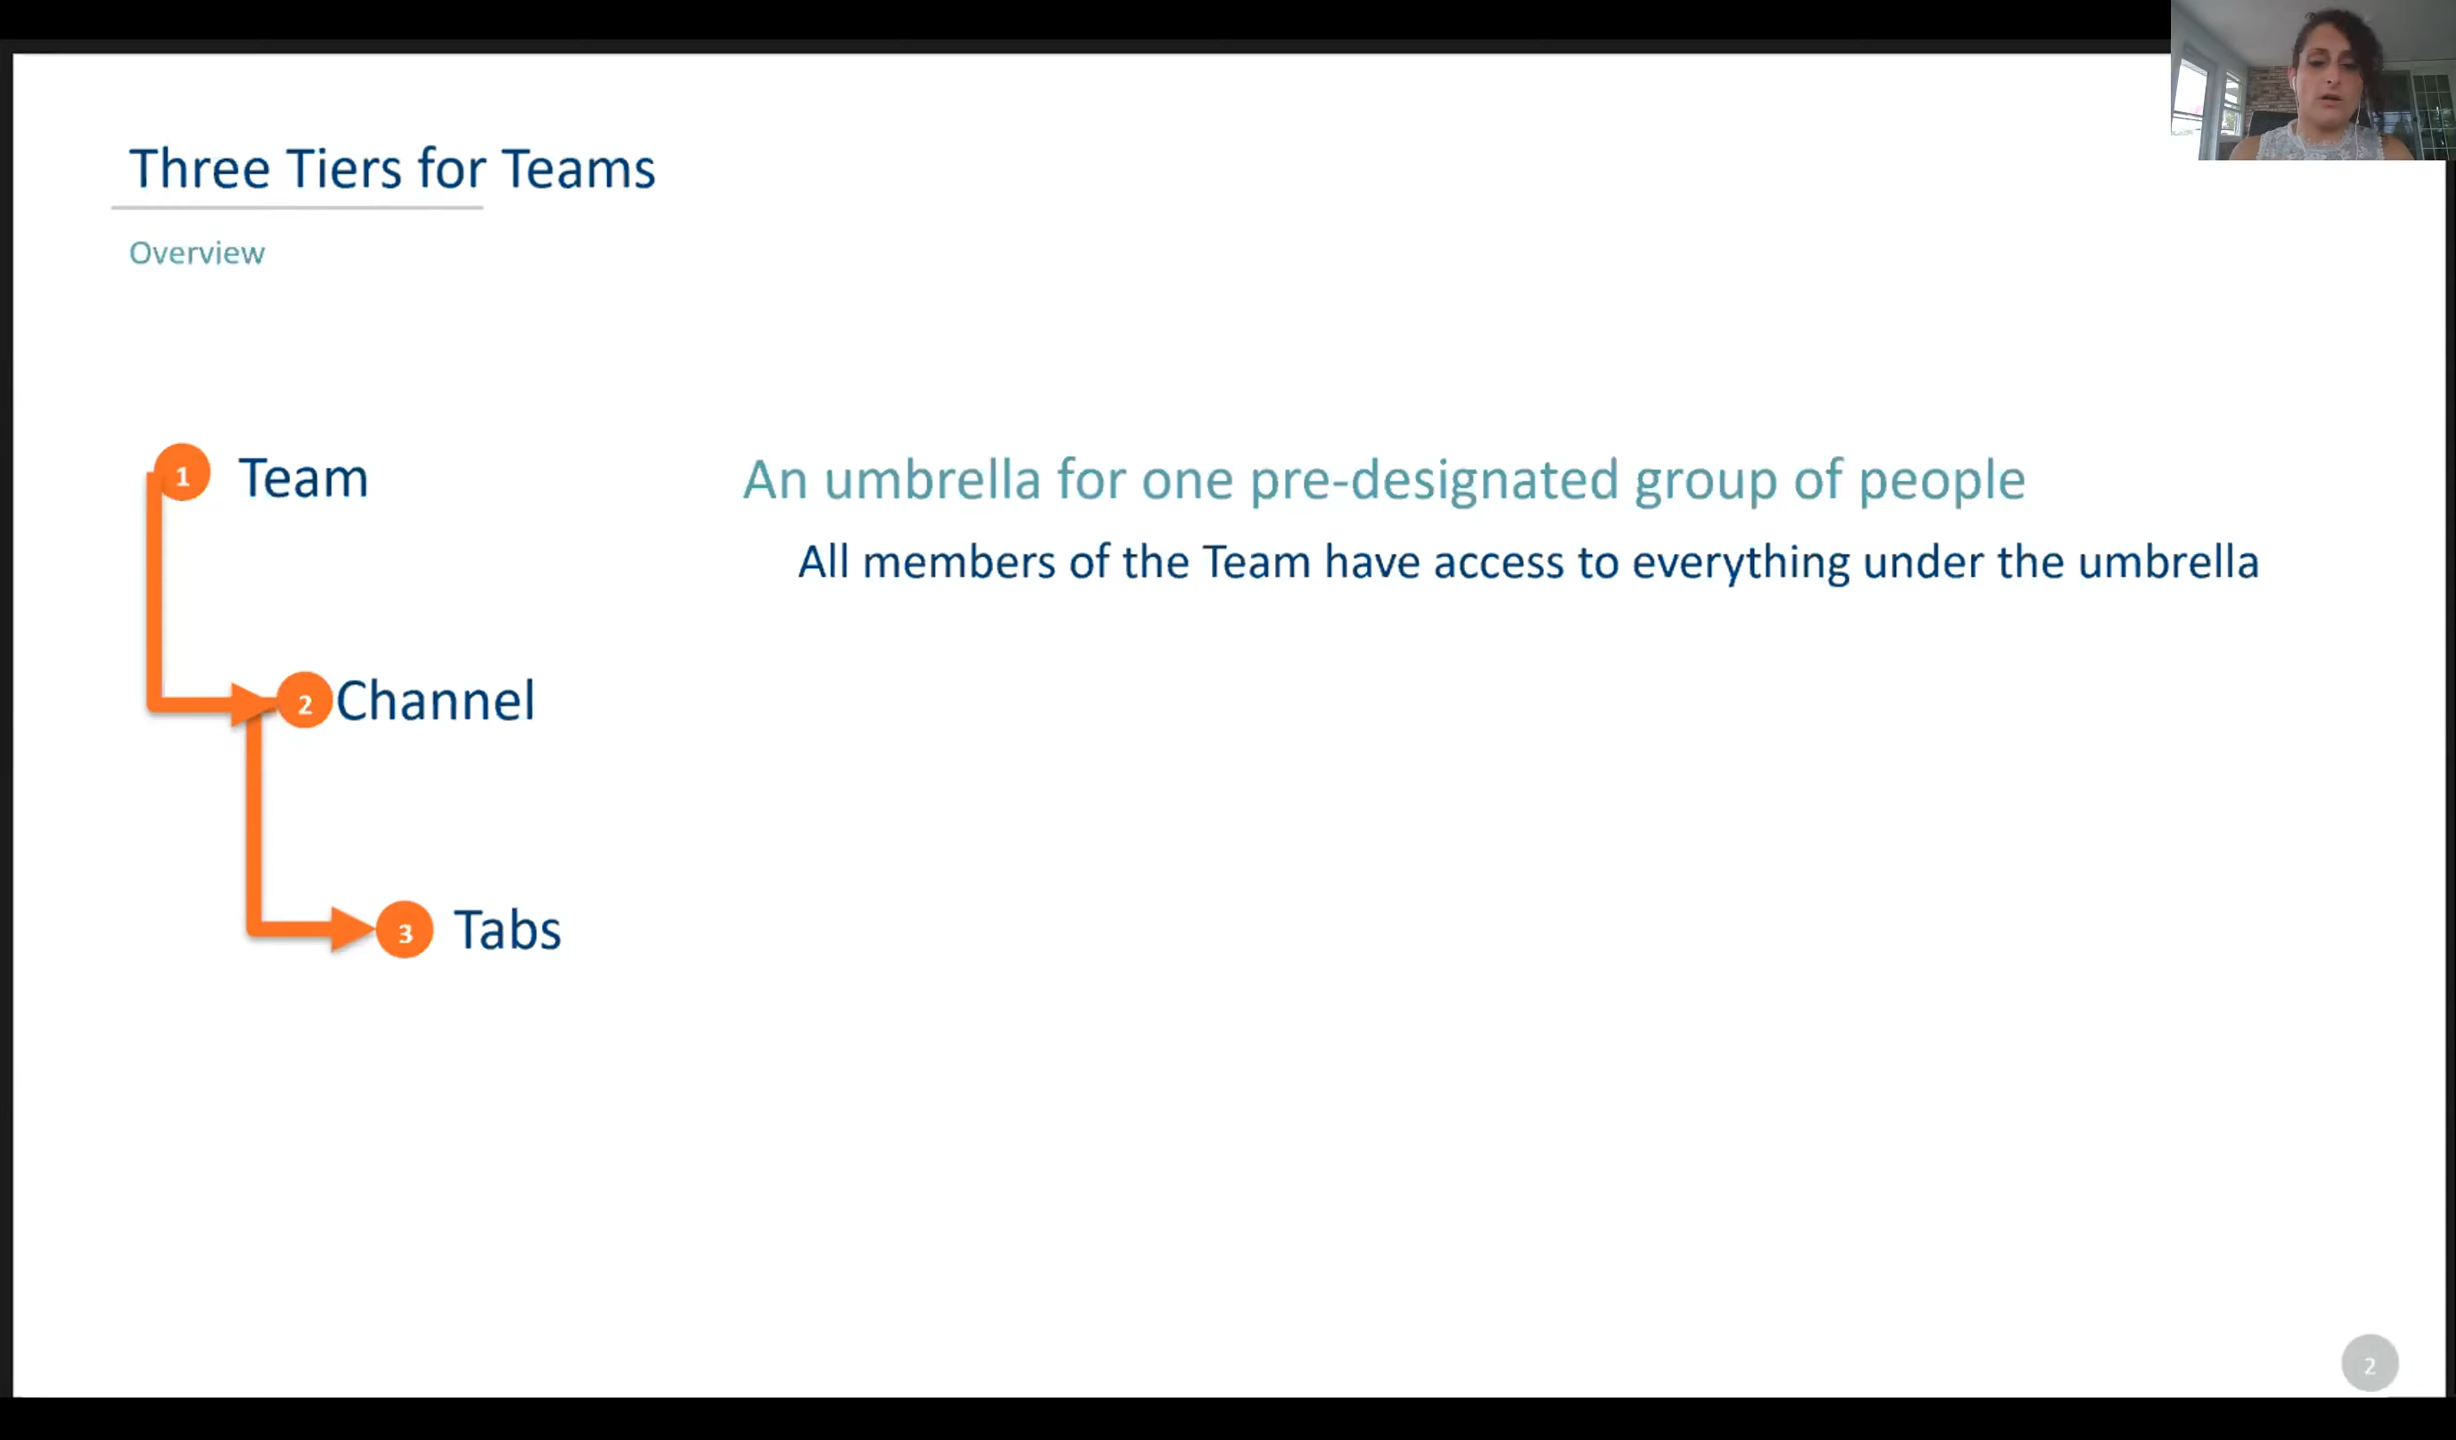 Three Tiers for Teams
Overview
1 Team
An umbrella for one pre-designated group of people
All members of the Team have access to everything under the umbrella
2 Channel
3 Tabs
2